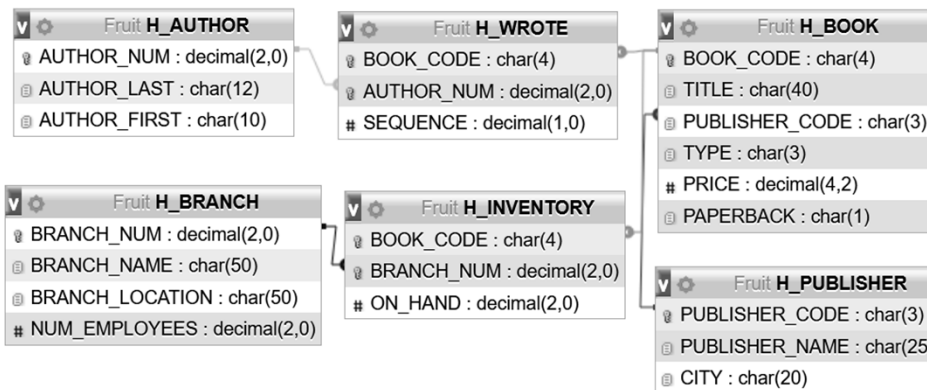 Fruit H_AUTHOR
AUTHOR_NUM : decimal(2,0)
AUTHOR_LAST : char(12)
AUTHOR_FIRST : char(10)
Fruit H_WROTE
BOOK_CODE : char(4)
AUTHOR_NUM : decimal(2,0)
# SEQUENCE : decimal(1,0)
Fruit H_BOOK
BOOK_CODE : char(4)
TITLE : char(40)
PUBLISHER_CODE : char(3)
TYPE : char(3)
# PRICE : decimal(4,2)
PAPERBACK : char(1)
Fruit H_BRANCH
BRANCH_NUM : decimal(2,0)
BRANCH_NAME : char(50)
BRANCH_LOCATION : char(50)
# NUM_EMPLOYEES : decimal(2,0)
Fruit H_INVENTORY
BOOK_CODE : char(4)
BRANCH_NUM : decimal(2,0)
# ON_HAND : decimal(2,0)
Fruit H_PUBLISHER
PUBLISHER_CODE : char(3)
PUBLISHER_NAME : char(25
CITY : char(20)